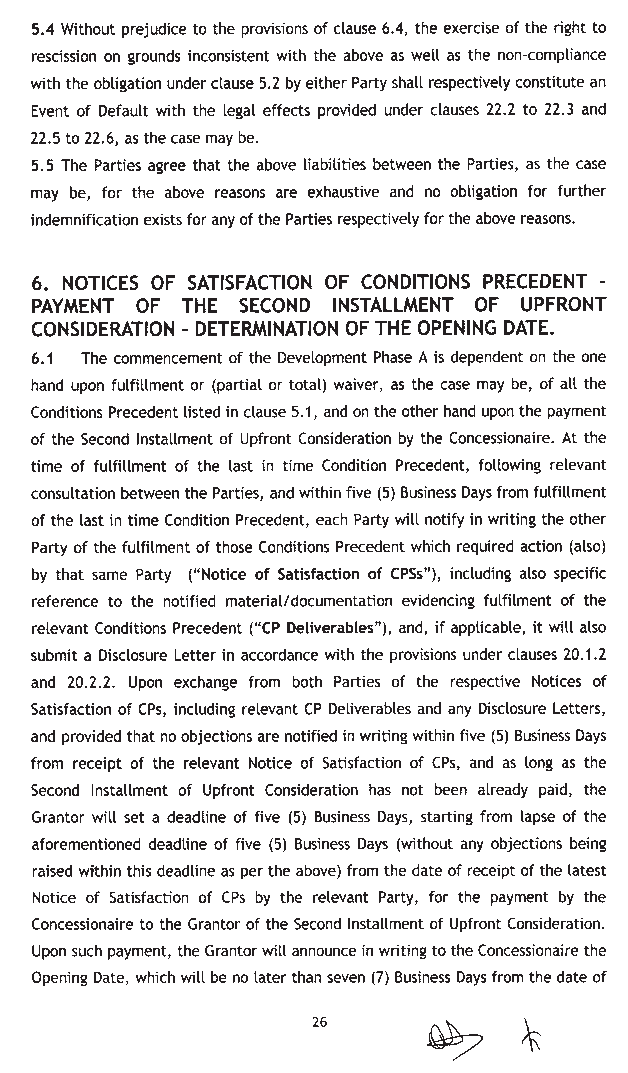 5.4 Without prejudice to the provisions of clause 6.4, the exercise of the right to
rescission on grounds inconsistent with the above as well as the non-compliance
with the obligation under clause 5.2 by either Party shall respectively constitute an
Event of Default with the legal effects provided under clauses 22.2 to 22.3 and
22.5 to 22.6, as the case may be.
5.5 The Parties agree that the above liabilities between the Parties, as the case
may be, for the above reasons are exhaustive and no obligation for further
indemnification exists for any of the Parties respectively for the above reasons.
6. NOTICES OF SATISFACTION OF CONDITIONS PRECEDENT -
PAYMENT OF THE SECOND INSTALLMENT OF UPFRONT
CONSIDERATION - DETERMINATION OF THE OPENING DATE.
6.1 The commencement of the Development Phase A is dependent on the one
hand upon fulfillment or (partial or total) waiver, as the case may be, of all the
Conditions Precedent listed in clause 5.1, and on the other hand upon the payment
of the Second Installment of Upfront Consideration by the Concessionaire. At the
time of fulfillment of the last in time Condition Precedent, following relevant
consultation between the Parties, and within five (5) Business Days from fulfillment
of the last in time Condition Precedent, each Party will notify in writing the other
Party of the fulfilment of those Conditions Precedent which required action (also)
by that same Party ("Notice of Satisfaction of CPSs"), including also specific
reference to the notified material/documentation evidencing fulfilment of the
relevant Conditions Precedent ("CP Deliverables"), and, if applicable, it will also
submit a Disclosure Letter in accordance with the provisions under clauses 20.1.2
and 20.2.2. Upon exchange from both Parties of the respective Notices of
Satisfaction of CPs, including relevant CP Deliverables and any Disclosure Letters,
and provided that no objections are notified in writing within five (5) Business Days
from receipt of the relevant Notice of Satisfaction of CPs, and as long as the
Second Installment of Upfront Consideration has not been already paid, the
Grantor will set a deadline of five (5) Business Days, starting from lapse of the
aforementioned deadline of five (5) Business Days (without any objections being
raised within this deadline as per the above) from the date of receipt of the latest
Notice of Satisfaction of CPs by the relevant Party, for the payment by the
Concessionaire to the Grantor of the Second Installment of Upfront Consideration.
Upon such payment, the Grantor will announce in writing to the Concessionaire the
Opening Date, which will be no later than seven (7) Business Days from the date of
26